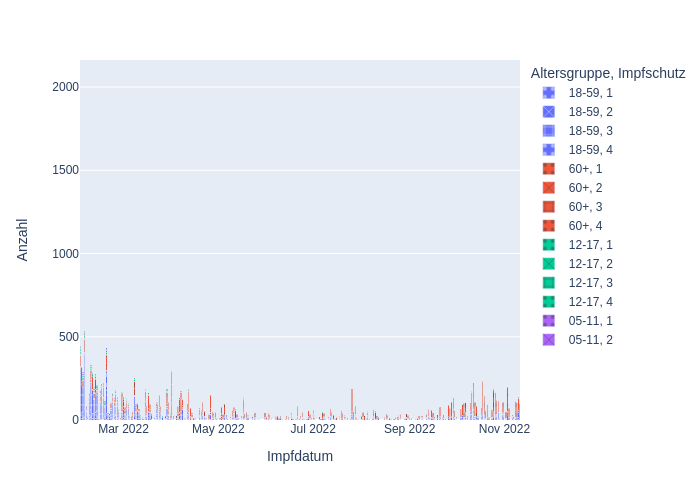 Altersgruppe, Impfschutz
18-59, 1
18-59, 2
18-59, 3
18-59, 4
60+, 1
60+, 2
60+, 3
60+, 4
12-17, 1
12-17, 2
12-17, 3
12-17, 4
05-11, 1
05-11, 2
2000
1500
1000
500
0
Anzahl
Mar 2022
May 2022
Jul 2022
Sep 2022
Nov 2022
Impfdatum